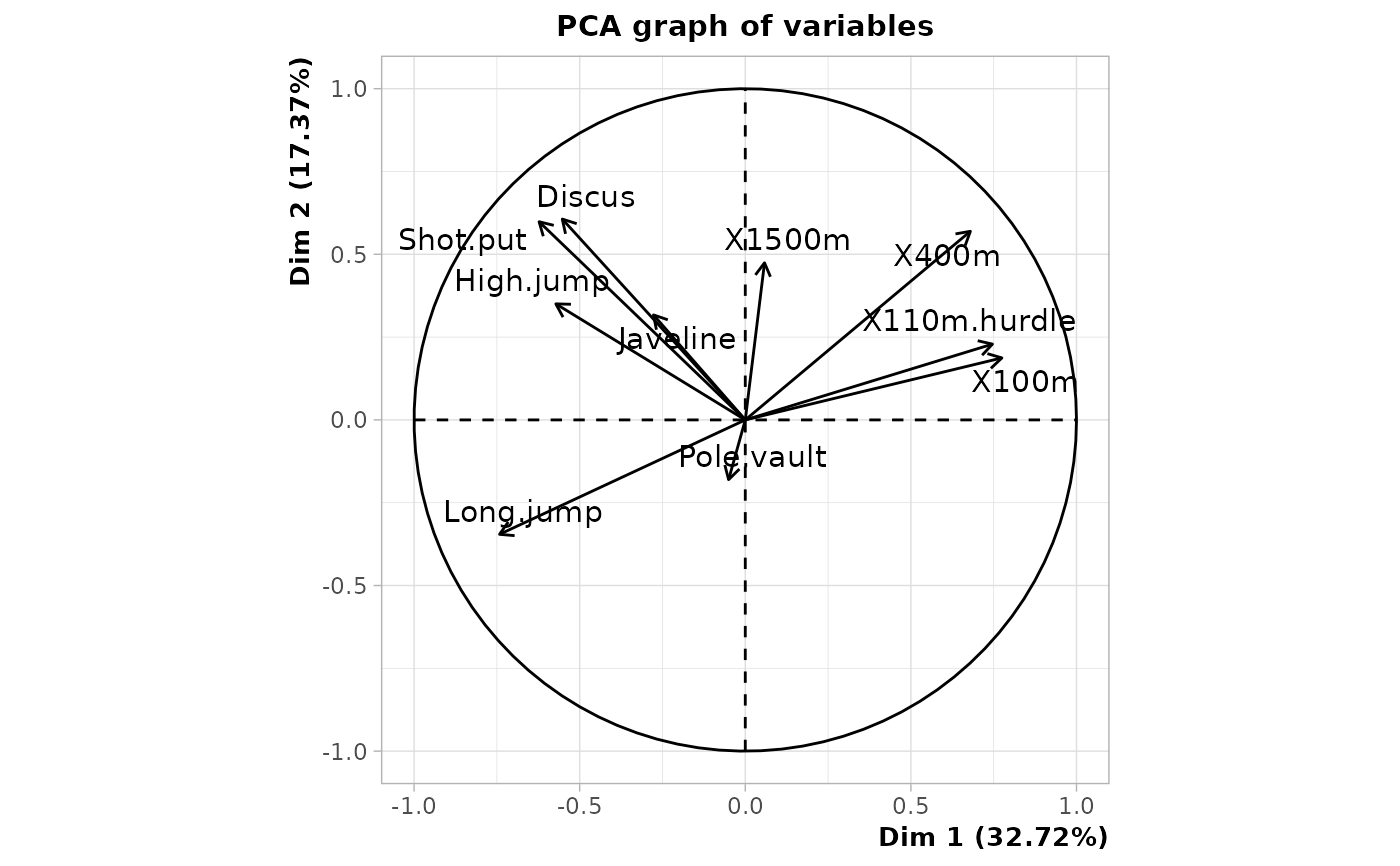 PCA graph of variables
Dim 2 (17.37%)
1.0
0.5
0.0
-0.5
-1.0
Discus
Shot.put
X1500m
X400m
High.jump
X110m.hurdle
Javeline
X100m
Pole.vault
Long.jump
-1.0
-0.5
0.0
0.5
1.0
Dim 1 (32.72%)